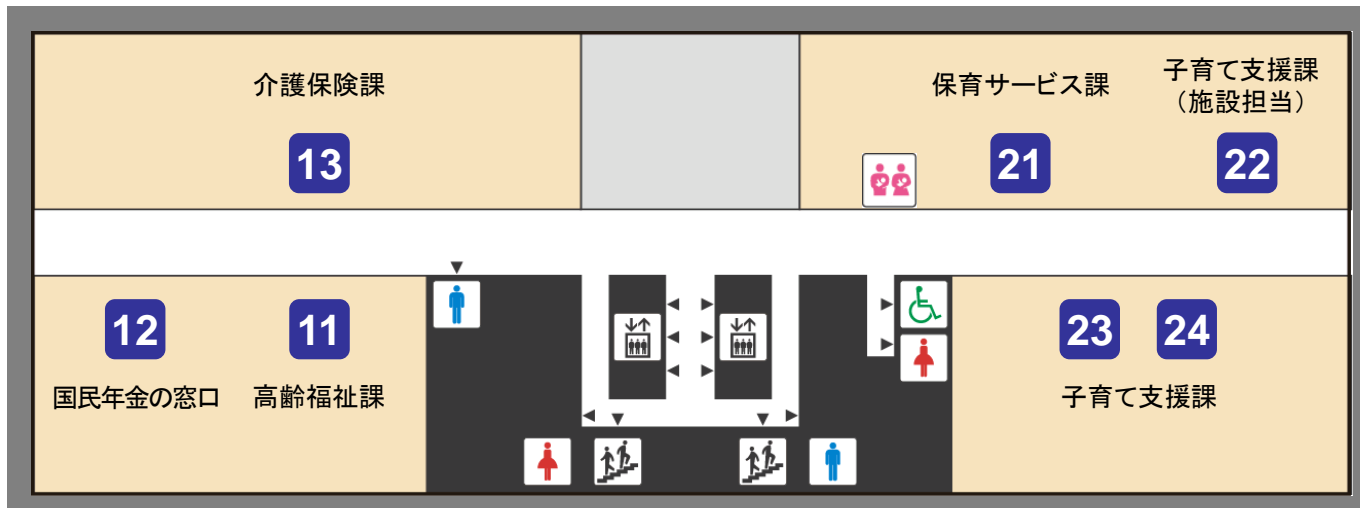 介護保険課
13
保育サービス課
21
子育て支援課
（施設担当）
22
12
国民年金の窓口
11
高齢福祉課
23
24
子育て支援課